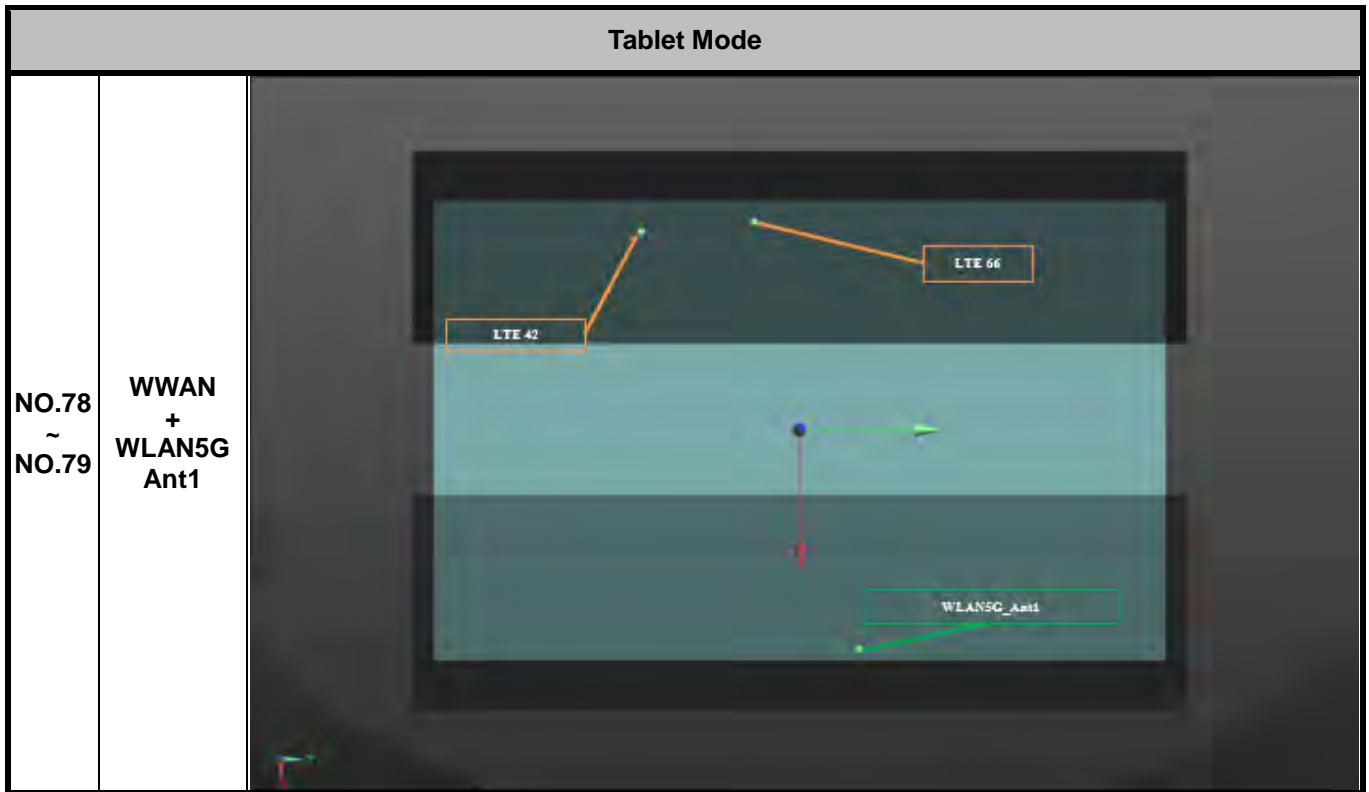 Tablet Mode
NO.78
~
NO.79
WWAN
+
WLAN5G
Ant1
LTE 66
LTE 42
WLAN5G_Ant1